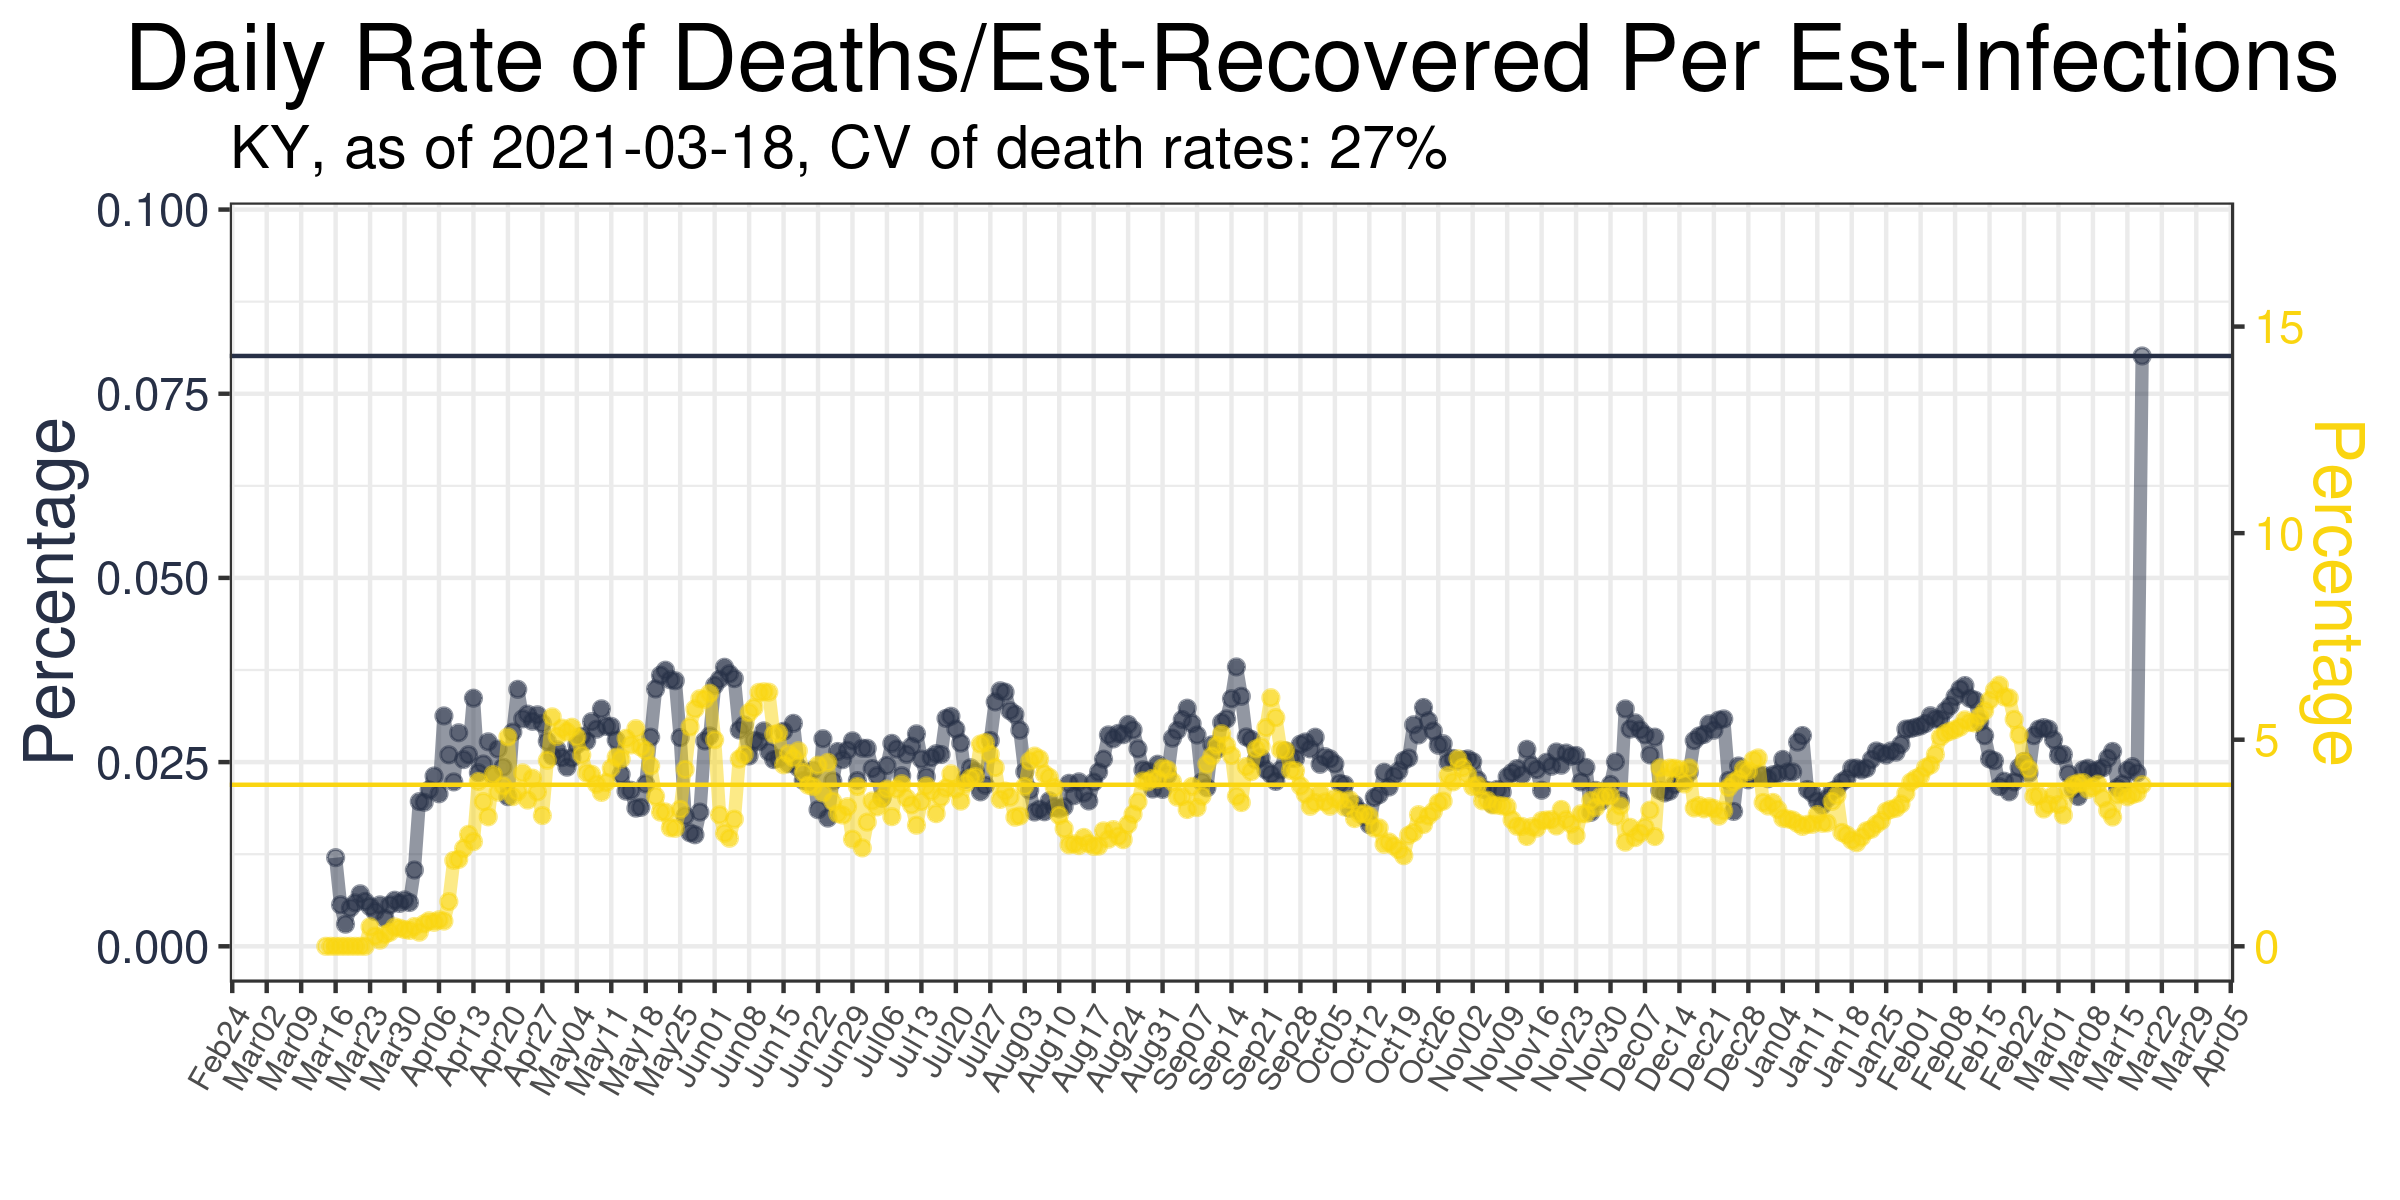 Daily Rate of Deaths/Est-Recovered Per Est-Infections
KY, as of 2021-03-18, CV of death rates: 27%
Percentage
0.100
0.075
0.050
0.025
0.000
15
10
5
0
Percentage
Feb24
Mar02
Mar09
Mar16
Mar23
Mar30
Apr06
Apr13
Apr20
Apr27
May04
May11
May18
May25
Jun01
Jun08
Jun15
Jun22
Jun29
Jul06
Jul13
Jul20
Jul27
Aug03
Aug10
Aug17
Aug24
Aug31
Sep07
Sep14
Sep21
Sep28
Oct05
Oct12
Oct19
Oct26
Nov02
Nov09
Nov16
Nov23
Nov30
Dec07
Dec14
Dec21
Dec28
Jan04
Jan11
Jan18
Jan25
Feb01
Feb08
Feb15
Feb22
Mar01
Mar08
Mar15
Mar22
Mar29
Apr05